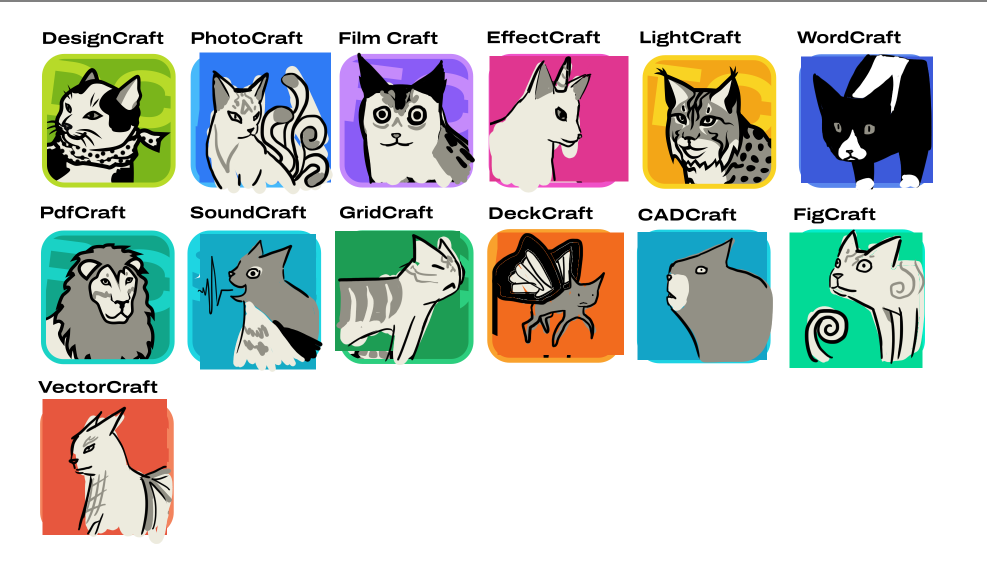 DesignCraft PhotoCraft Film Craft EffectCraft LightCraft WordCraft
PdfCraft SoundCraft GridCraft DeckCraft CADCraft FigCraft
VectorCraft